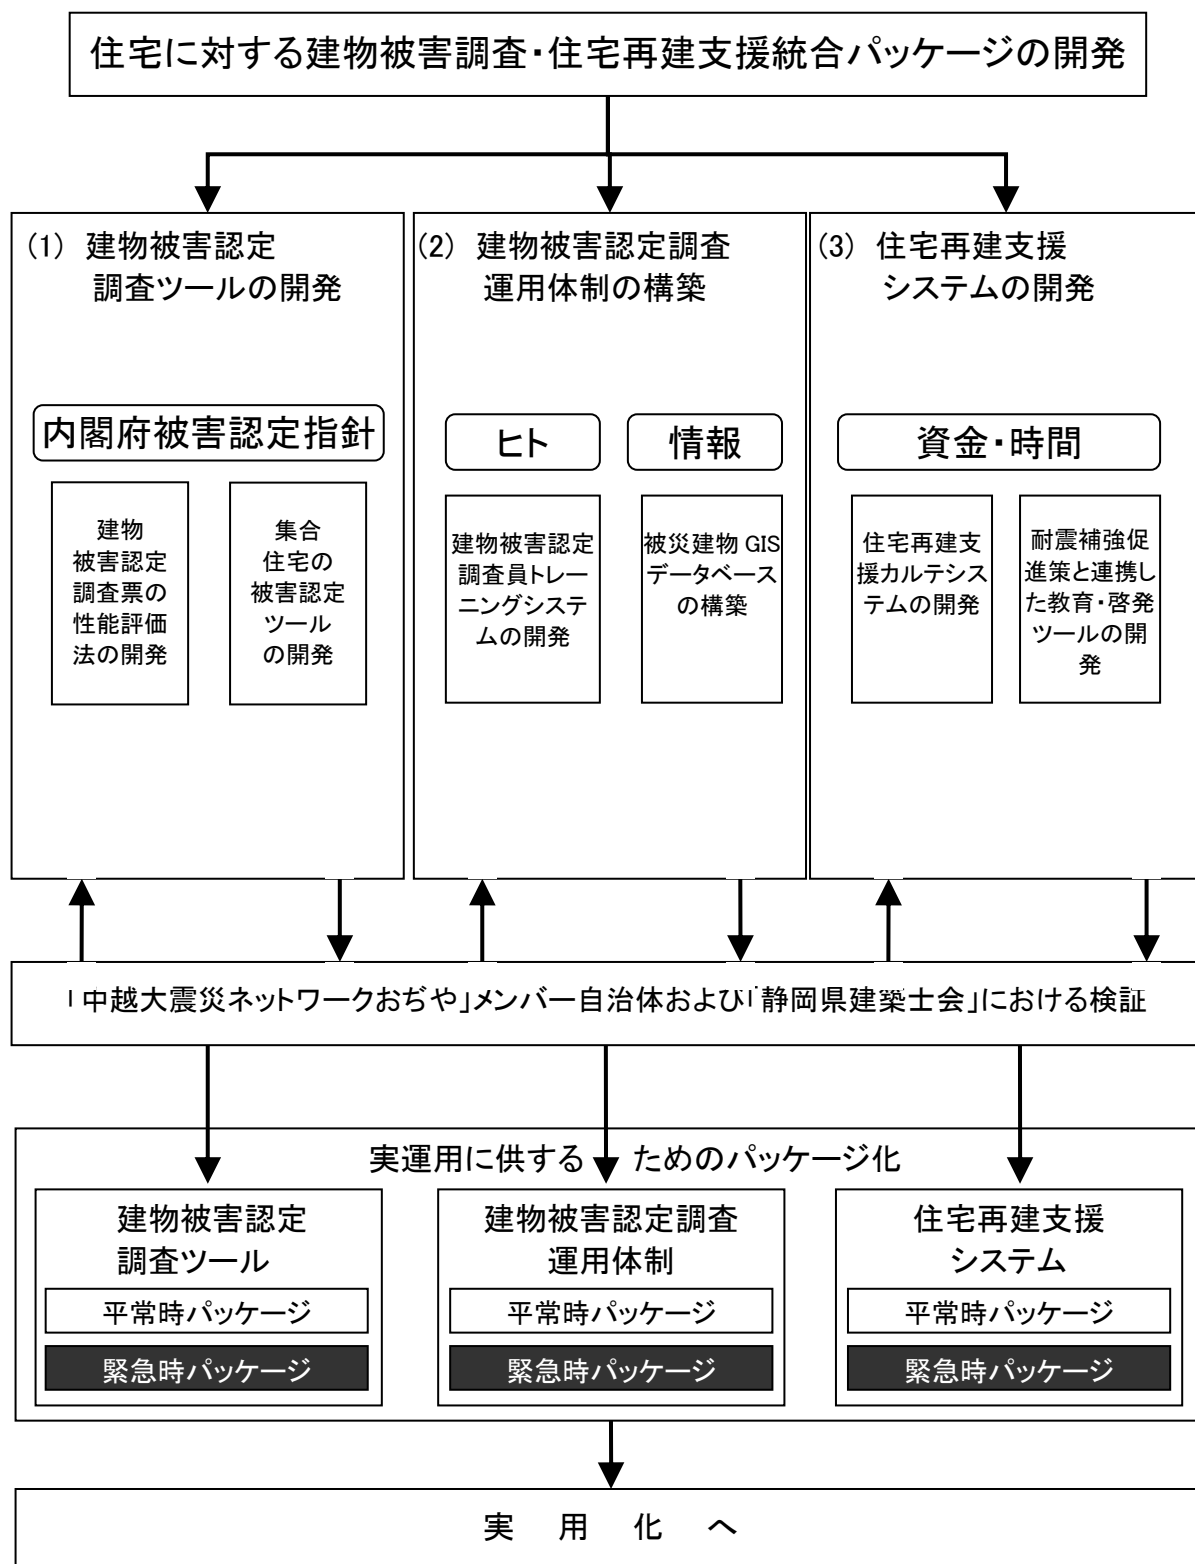 住宅に対する建物被害調査・住宅再建支援統合パッケージの開発
(1) 建物被害認定
調査ツールの開発
内閣府被害認定指針
建物
被害認定
調査票の
性能評価
法の開発
集合
住宅の
被害認定
ツール
の開発
(2) 建物被害認定調査
運用体制の構築
ヒト
情報
建物被害認定
調査員トレー
ニングシステ
ムの開発
被災建物 GIS
データベース
の構築
(3) 住宅再建支援
システムの開発
資金・時間
住宅再建支
援カルテシス
テムの開発
耐震補強促
進策と連携し
た教育・啓発
ツールの開
発
「中越大震災ネットワークおぢや」メンバー自治体および「静岡県建築士会」における検証
実運用に供する ためのパッケージ化
建物被害認定
調査ツール
平常時パッケージ
緊急時パッケージ
建物被害認定調査
運用体制
平常時パッケージ
緊急時パッケージ
住宅再建支援
システム
平常時パッケージ
緊急時パッケージ
実 用 化 へ